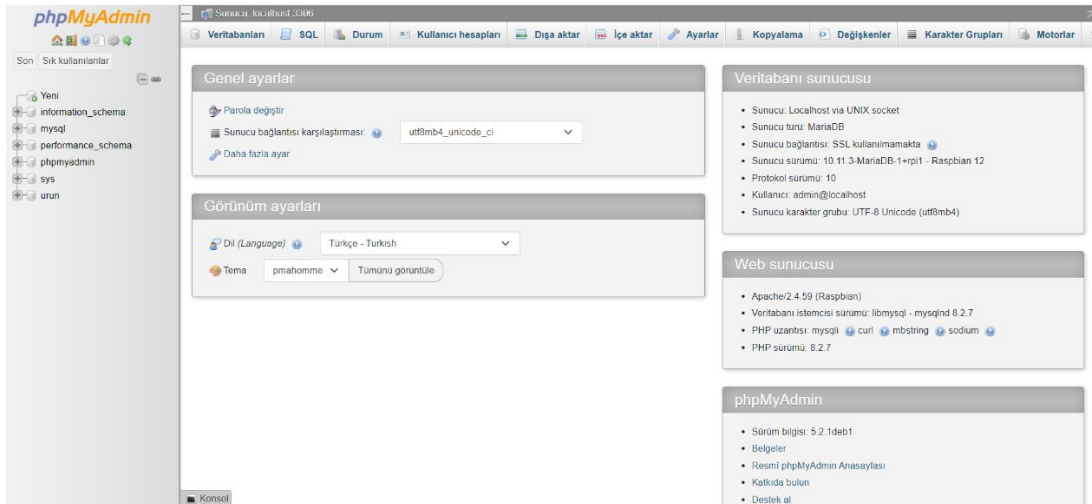 phpMyAdmin
Son Sık kullanılanlar
Yeni
information_schema
mysql
performance_schema
phpmyadmin
sys
urun
Sunucu: localhost:3306
Veritabanları SQL Durum Kullanıcı hesapları Dışa aktar İçe aktar Ayarlar Kopyalama Değişkenler Karakter Grupları Motorlar
Genel ayarlar
Parola değiştir
Sunucu bağlantısı karşılaştırması: utf8mb4_unicode_ci
Daha fazla ayar
Görünüm ayarları
Dil (Language) Türkçe - Turkish
Tema pmahomme Tümünü görüntüle
Veritabanı sunucusu
• Sunucu: Localhost via UNIX socket
• Sunucu türü: MariaDB
• Sunucu bağlantısı: SSL kullanılmamakta
• Sunucu sürümü: 10.11.3-MariaDB-1+rpi1 - Raspbian 12
• Protokol sürümü: 10
• Kullanıcı: admin@localhost
• Sunucu karakter grubu: UTF-8 Unicode (utf8mb4)
Web sunucusu
• Apache/2.4.59 (Raspbian)
• Veritabanı istemcisi sürümü: libmysql - mysqlnd 8.2.7
• PHP uzantısı: mysqli curl mbstring sodium
• PHP sürümü: 8.2.7
phpMyAdmin
• Sürüm bilgisi: 5.2.1deb1
• Belgeler
• Resmî phpMyAdmin Anasayfası
• Katkıda bulun
• Destek al
Konsol